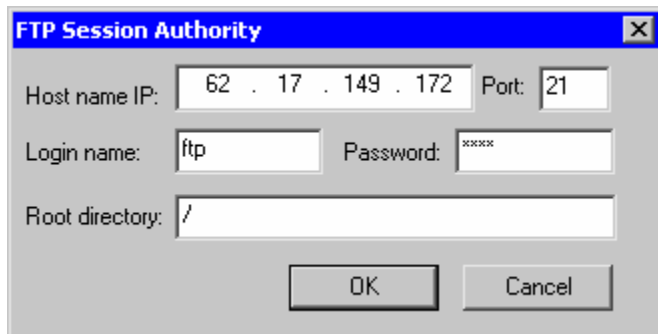 FTP Session Authority
Host name IP: 62 . 17 . 149 . 172 Port: 21
Login name: ftp Password: xxxx
Root directory: /
OK Cancel